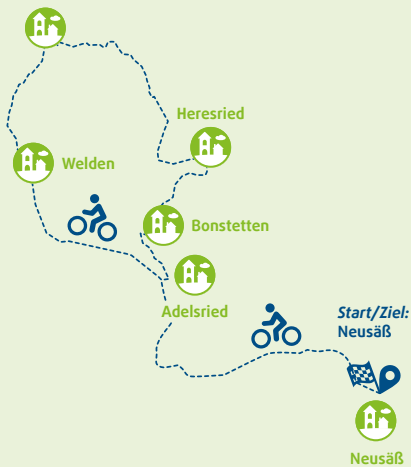 Heresried
Welden
Bonstetten
Adelsried
Start/Ziel:
Neusäß
Neusäß